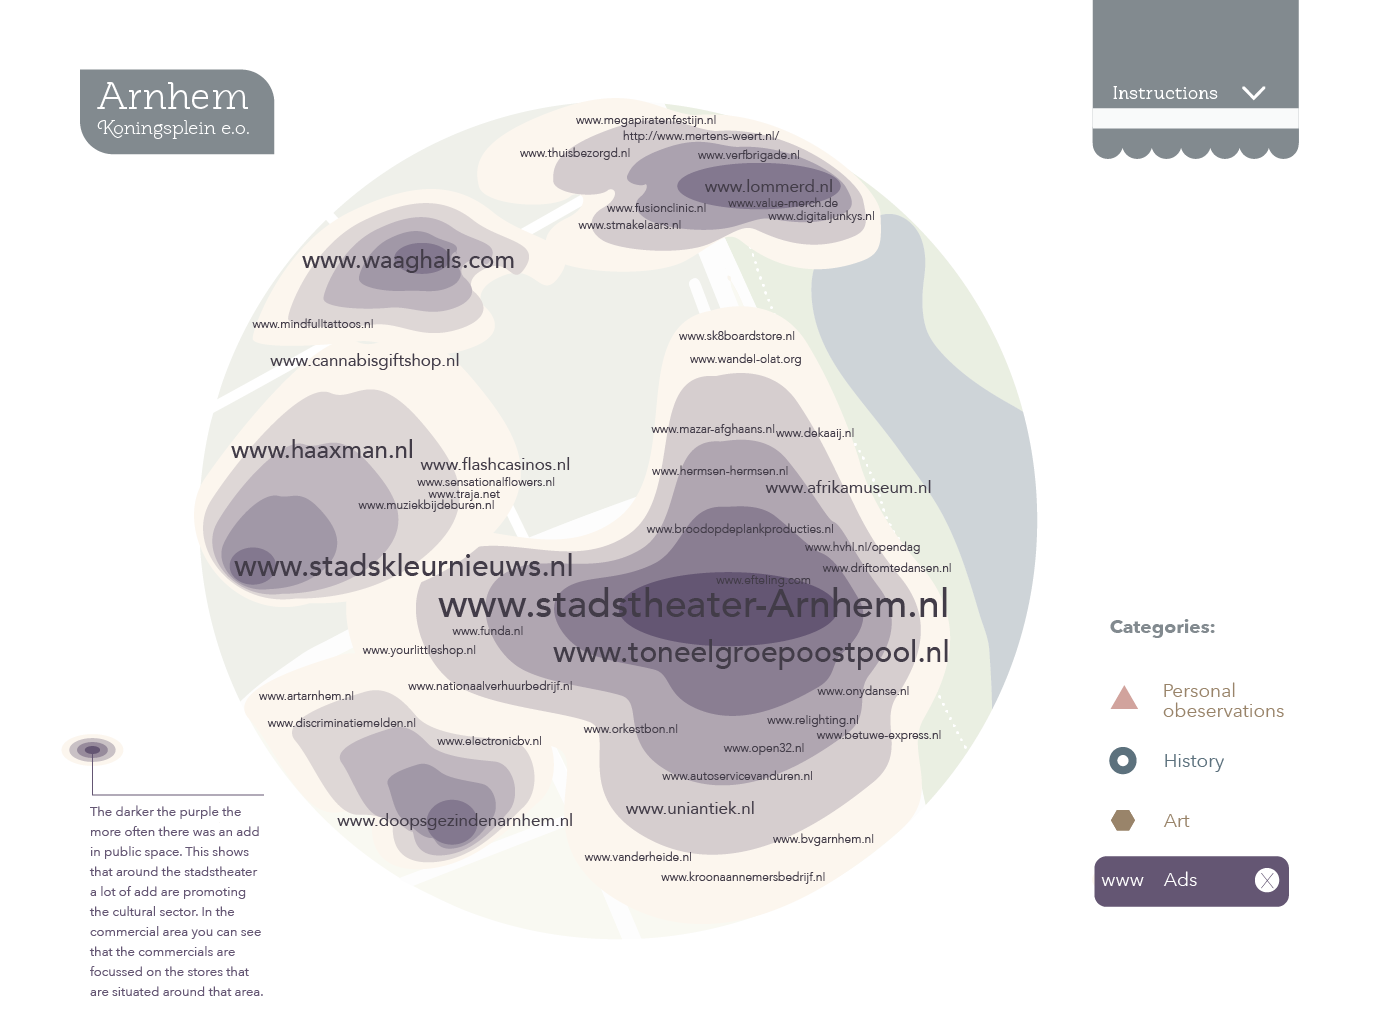 Arnhem
Koningsplein e.o.
Instructions
www.megapiratenfestijn.nl
http://www.mertens-weert.nl/
www.thuisbezorgd.nl
www.verfbrigade.nl
www.lommerd.nl
www.value-merch.de
www.fusionclinic.nl
www.digitaljunkys.nl
www.stmakelaars.nl
www.waaghals.com
www.mindfulltattoos.nl
www.sk8boardstore.nl
www.cannabisgiftshop.nl
www.wandel-olat.org
www.mazar-afghaans.nl
www.dekaaij.nl
www.haaxman.nl
www.flashcasinos.nl
www.hermsen-hermsen.nl
www.sensationalflowers.nl
www.afrikamuseum.nl
www.traja.net
www.muziekbijdeburen.nl
www.broodopdeplankproducties.nl
www.hvhl.nl/opendag
www.stadskleurnieuws.nl
www.driftomtedansen.nl
www.efteling.com
www.stadstheater-Arnhem.nl
www.funda.nl
www.yourlittleshop.nl
www.toneelgroepoostpool.nl
www.nationaalverhuurbedrijf.nl
www.onydanse.nl
www.artarnhem.nl
www.discriminatiemelden.nl
www.relighting.nl
www.orkestbon.nl
www.betuwe-express.nl
www.electronicbv.nl
www.open32.nl
www.autoservicevanduren.nl
www.uniantiek.nl
www.doopsgezindenarnhem.nl
www.bvgarnhem.nl
www.vanderheide.nl
www.kroonaannemersbedrijf.nl
The darker the purple the
more often there was an add
in public space. This shows
that around the stadstheater
a lot of add are promoting
the cultural sector. In the
commercial area you can see
that the commercials are
focussed on the stores that
are situated around that area.
Categories:
Personal
obeservations
History
Art
www Ads X